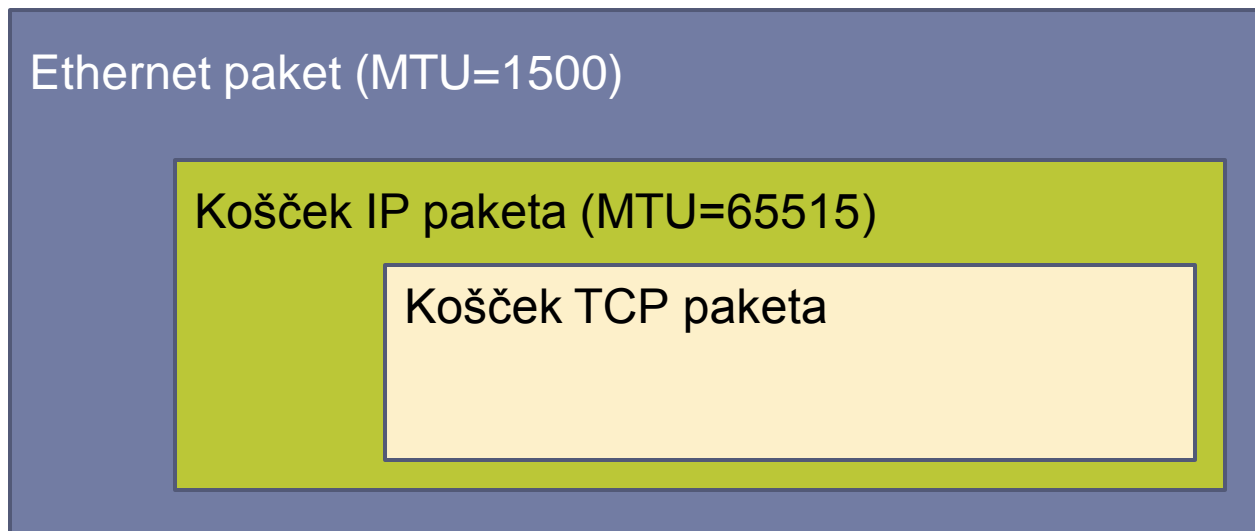 Ethernet paket (MTU=1500)
Košček IP paketa (MTU=65515)
Košček TCP paketa